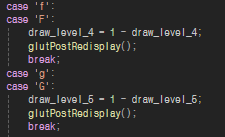 case 'f':
case 'F':
    draw_level_4 = 1 - draw_level_4;
    glutPostRedisplay();
    break;
case 'g':
case 'G':
    draw_level_5 = 1 - draw_level_5;
    glutPostRedisplay();
    break;